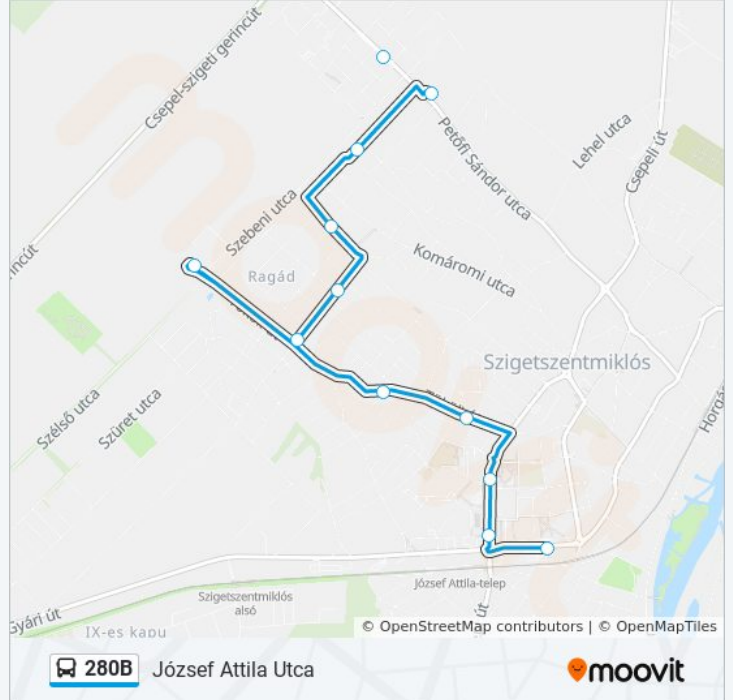 Csepel-szigeti gerincút
Petőfi Sándor utca
Lehel utca
Csepeli út
Szebeni utca
Komáromi utca
Ragád
Szigetszentmiklós
Szélső utca
Szüret utca
József Attila-telep
Szigetszentmiklós
alsó
Gyári út
út
IX-es kapu
© OpenStreetMap contributors | © OpenMapTiles
280B József Attila Utca
moovit